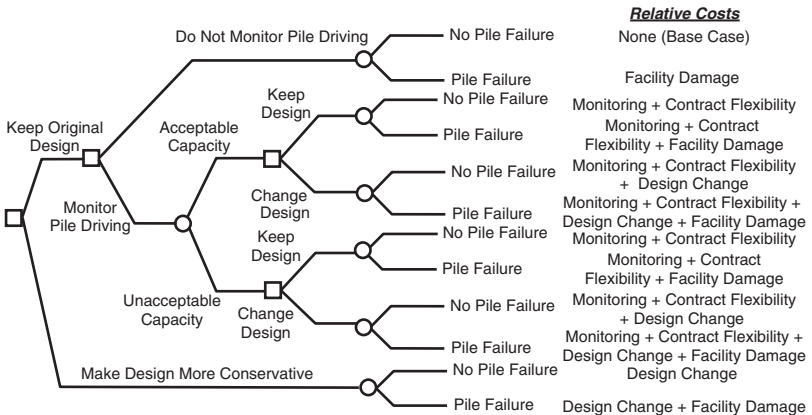 Relative Costs
Do Not Monitor Pile Driving
No Pile Failure
None (Base Case)
Pile Failure
Facility Damage
Keep Original
Design
Monitor
Pile Driving
Acceptable
Capacity
Keep
Design
No Pile Failure
Monitoring + Contract Flexibility
Pile Failure
Monitoring + Contract
Flexibility + Facility Damage
Change
Design
No Pile Failure
Monitoring + Contract Flexibility
+ Design Change
Pile Failure
Monitoring + Contract Flexibility +
Design Change + Facility Damage
Unacceptable
Capacity
Keep
Design
No Pile Failure
Monitoring + Contract Flexibility
Pile Failure
Monitoring + Contract
Flexibility + Facility Damage
Change
Design
No Pile Failure
Monitoring + Contract Flexibility
+ Design Change
Pile Failure
Monitoring + Contract Flexibility +
Design Change + Facility Damage
Make Design More Conservative
No Pile Failure
Design Change
Pile Failure
Design Change + Facility Damage